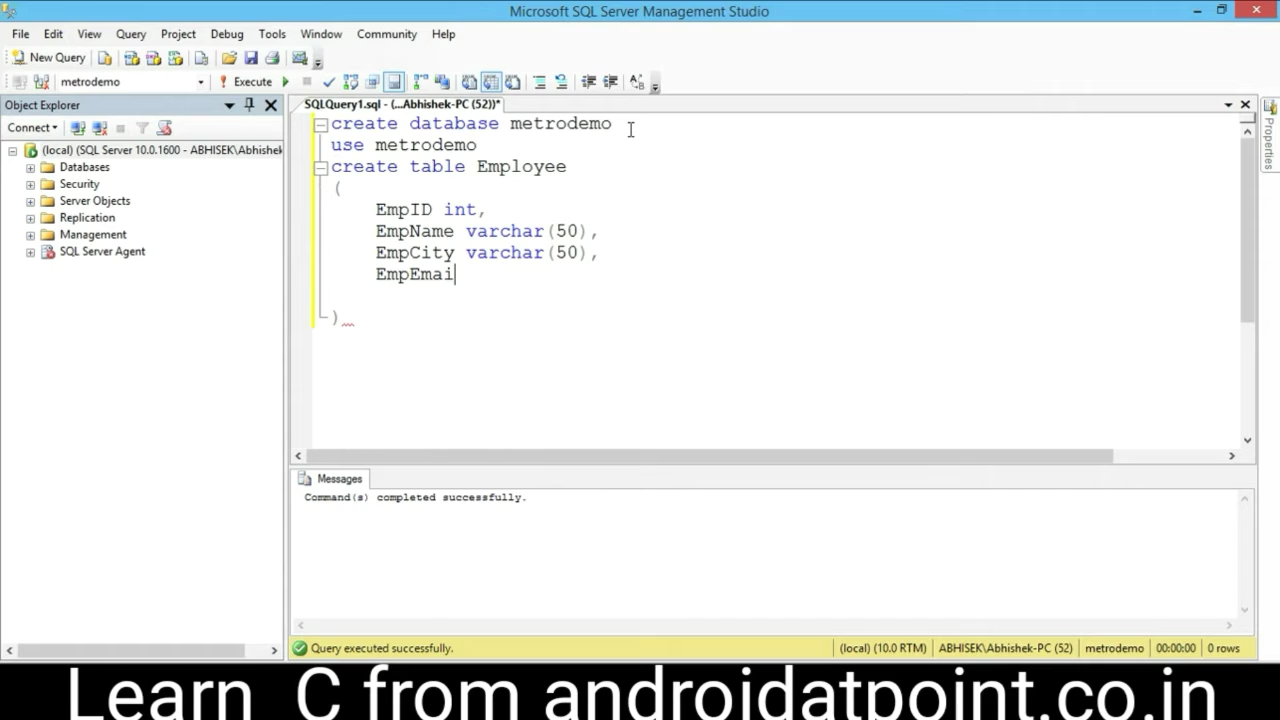 Microsoft SQL Server Management Studio
File Edit View Query Project Debug Tools Window Community Help
New Query
metrodemo Execute
Object Explorer
SQLQuery1.sql - (...Abhishek-PC (52))*
Connect
(local) (SQL Server 10.0.1600 - ABHISEK\Abhishek
Databases
Security
Server Objects
Replication
Management
SQL Server Agent
create database metrodemo
use metrodemo
create table Employee
(
EmpID int,
EmpName varchar(50),
EmpCity varchar(50),
EmpEmai
)
Properties
Messages
Command(s) completed successfully.
Query executed successfully. (local) (10.0 RTM) ABHISEK\Abhishek-PC (52) metrodemo 00:00:00 0 rows
Learn C from androidatpoint.co.in